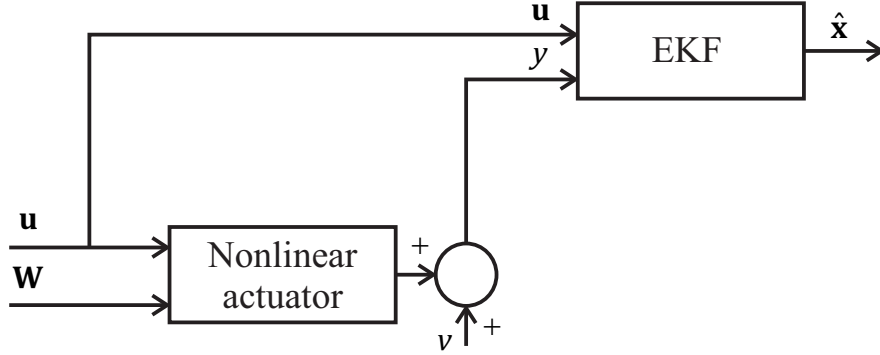 u
y
EKF
x̂
u
W
Nonlinear
actuator
+
+
v